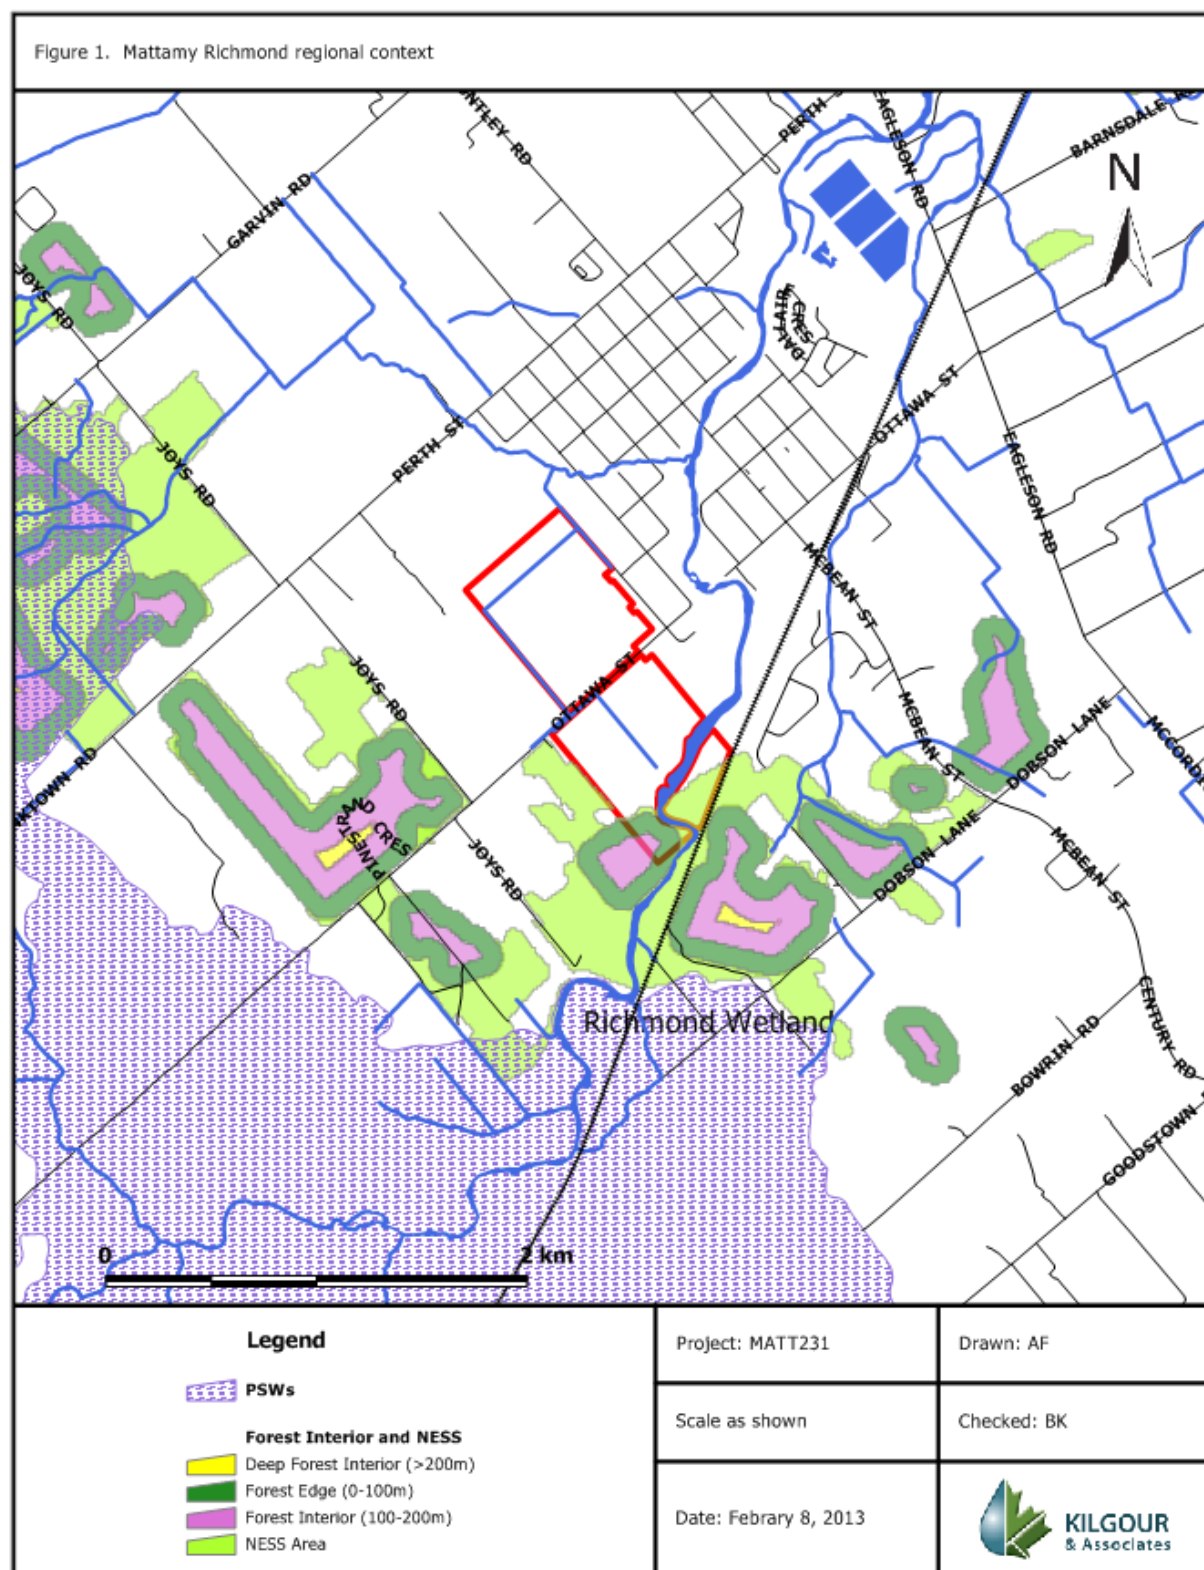 Figure 1. Mattamy Richmond regional context
PERTH
EAGLESON RD
BARNSDALE
N
GARVIN RD
JOYS RD
DALLAIRE CRES
OTTAWA ST
PERTH ST
JOYS RD
EAGLESON RD
MCBEAN ST
OTTAWA ST
JOYS RD
MCBEAN ST
DOBSON LANE
PINESTRAND CRES
JOYS RD
DOBSON LANE
MCBEAN ST
Richmond Wetland
CENTURY RD
BOWRIN RD
GOODSTOWN
0
2 km
Legend
PSWs
Forest Interior and NESS
Deep Forest Interior (>200m)
Forest Edge (0-100m)
Forest Interior (100-200m)
NESS Area
Project: MATT231
Drawn: AF
Scale as shown
Checked: BK
Date: Febrary 8, 2013
KILGOUR
& Associates